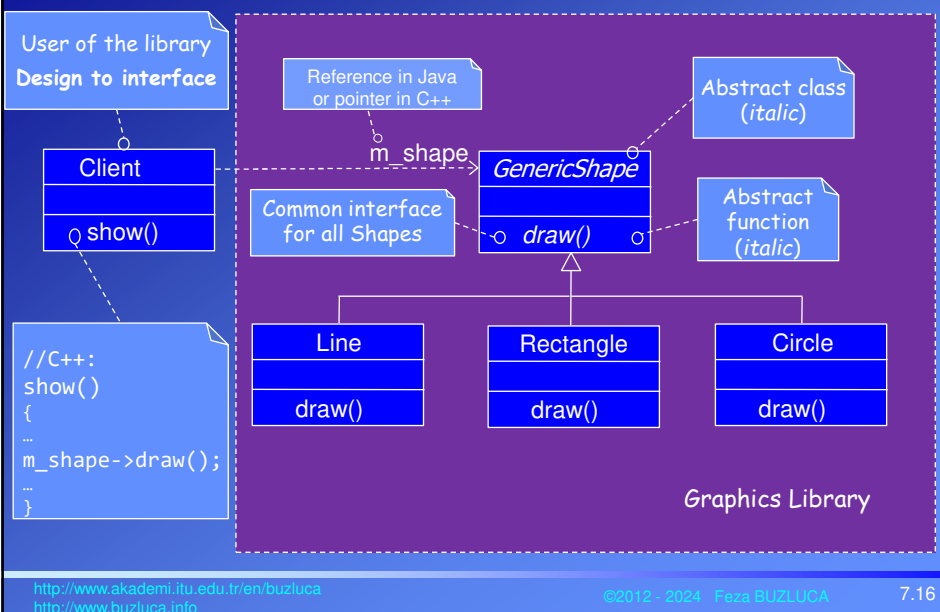 User of the library
Design to interface
Reference in Java
or pointer in C++
Abstract class
(italic)
m_shape
Client
show()
GenericShape
draw()
Common interface
for all Shapes
Abstract
function
(italic)
//C++:
show()
{
…
m_shape->draw();
…
}
Line
draw()
Rectangle
draw()
Circle
draw()
Graphics Library
http://www.akademi.itu.edu.tr/en/buzluca
http://www.buzluca.info
©2012 - 2024 Feza BUZLUCA
7.16